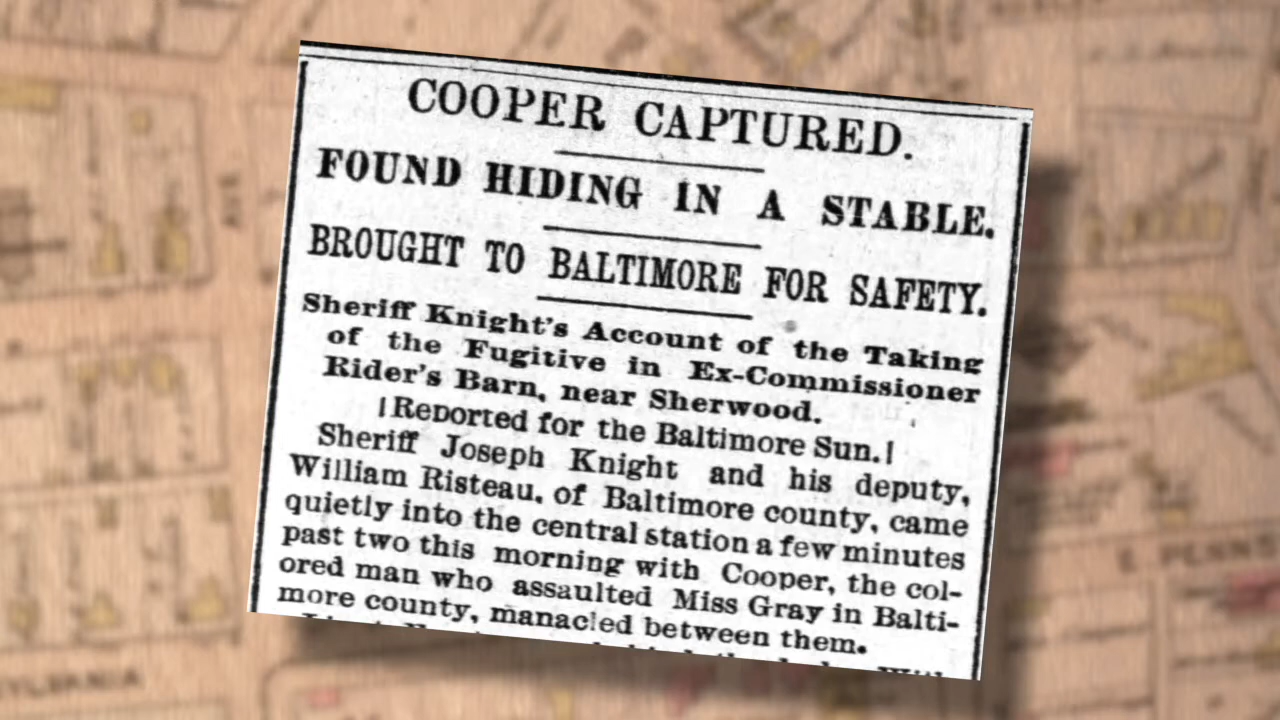 COOPER CAPTURED.
FOUND HIDING IN A STABLE.
BROUGHT TO BALTIMORE FOR SAFETY.
Sheriff Knight's Account of the Taking
of the Fugitive in Ex-Commissioner
Rider's Barn, near Sherwood.
|Reported for the Baltimore Sun.|
Sheriff Joseph Knight and his deputy,
William Risteau, of Baltimore county, came
quietly into the central station a few minutes
past two this morning with Cooper, the col-
ored man who assaulted Miss Gray in Balti-
more county, manacled between them.